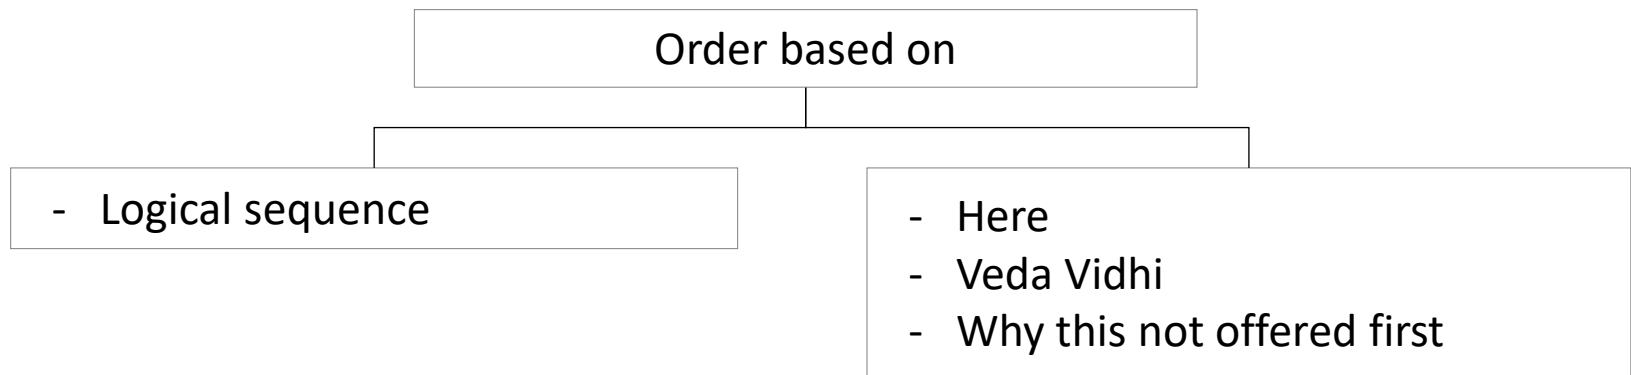 Order based on
- Logical sequence
- Here
- Veda Vidhi
- Why this not offered first